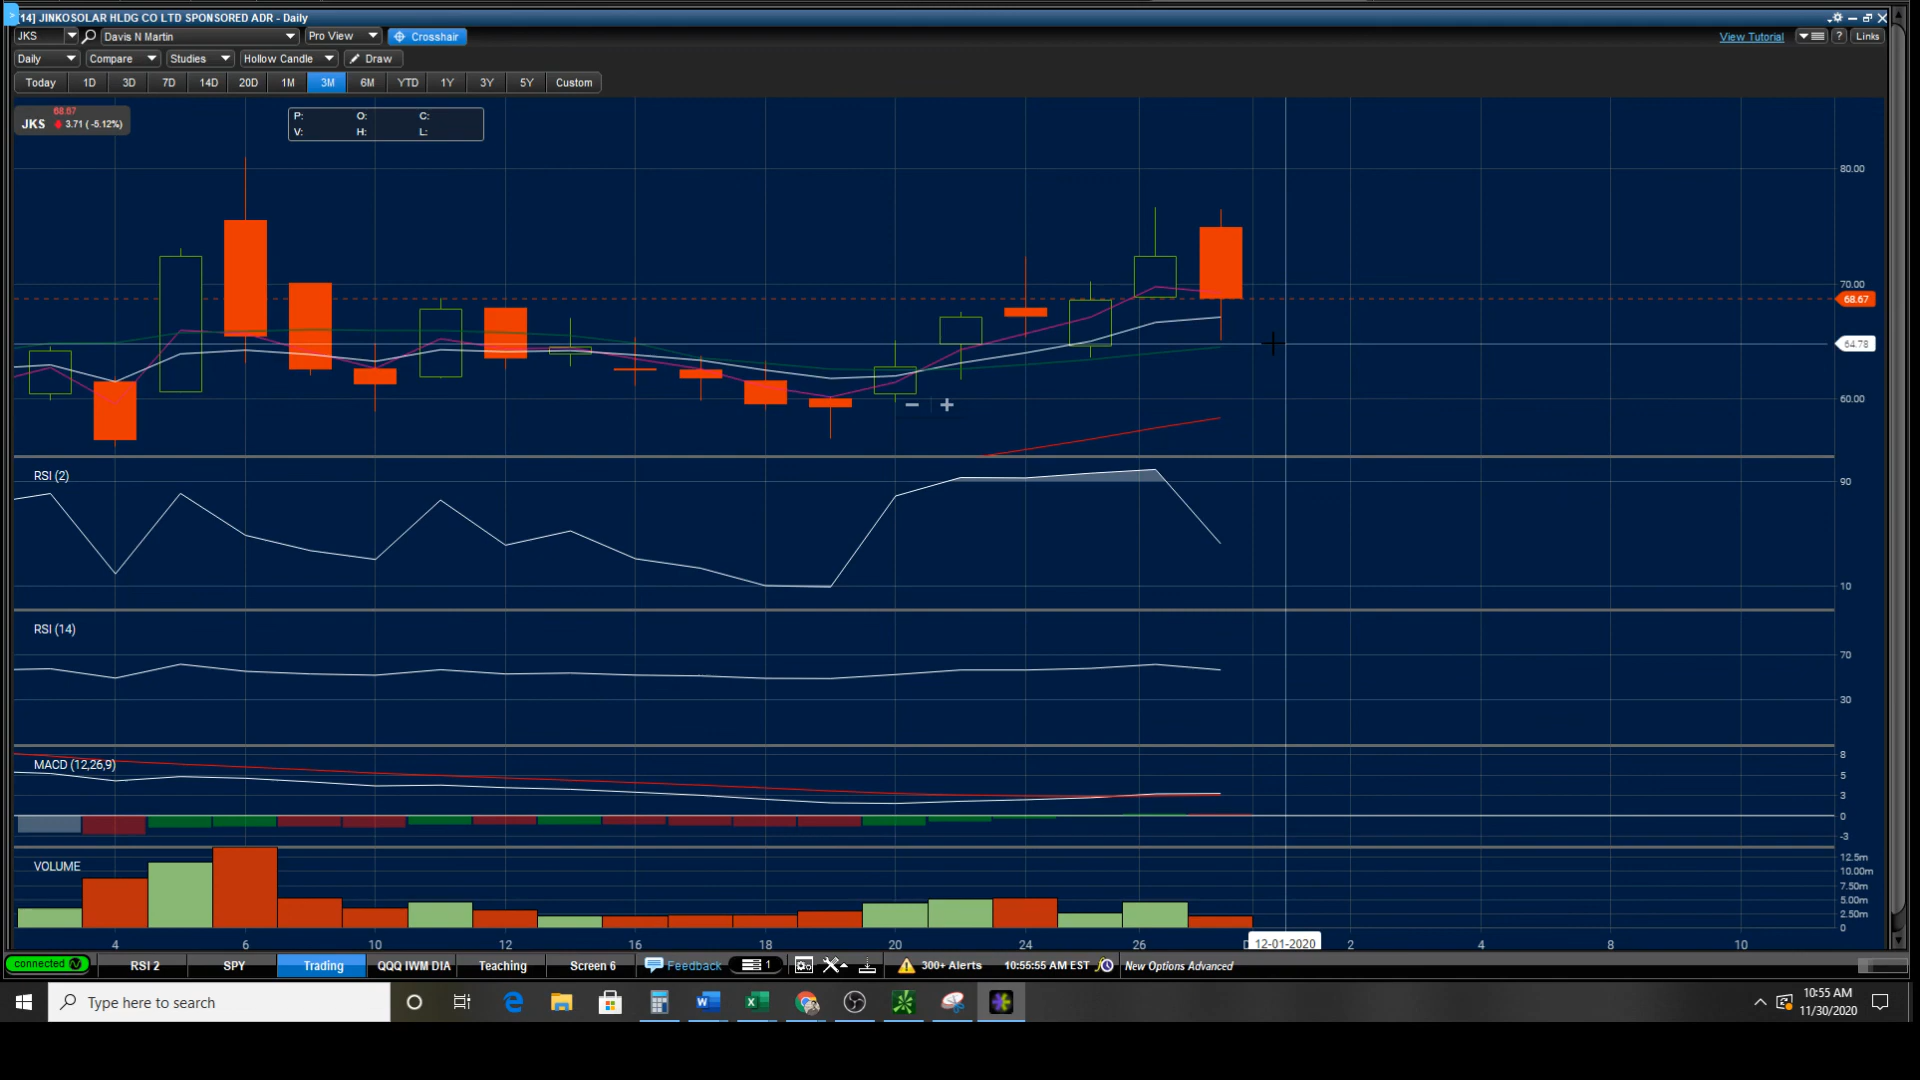 [14] JINKOSOLAR HLDG CO LTD SPONSORED ADR - Daily
JKS Davis N Martin Pro View Crosshair View Tutorial ? Links
Daily Compare Studies Hollow Candle Draw
Today 1D 3D 7D 14D 20D 1M 3M 6M YTD 1Y 3Y 5Y Custom
68.67
JKS 3.71 (-5.12%)
P: O: C:
V: H: L:
80.00
70.00
68.67
64.78
60.00
RSI (2)
90
10
RSI (14)
70
30
MACD (12,26,9)
8
5
3
0
-3
VOLUME
12.5m
10.00m
7.50m
5.00m
2.50m
0
4 6 10 12 16 18 20 24 26 12-01-2020 2 4 8 10
connected RSI 2 SPY Trading QQQ IWM DIA Teaching Screen 6 Feedback 1 300+ Alerts 10:55:55 AM EST New Options Advanced
Type here to search
10:55 AM
11/30/2020